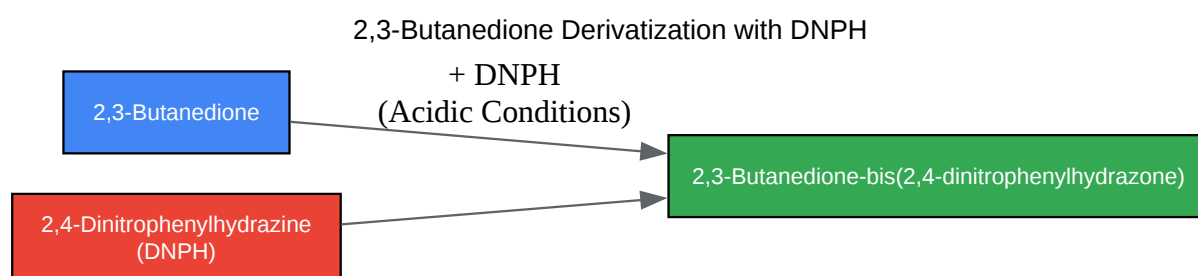 2,3-Butanedione Derivatization with DNPH
+ DNPH
(Acidic Conditions)
2,3-Butanedione
2,3-Butanedione-bis(2,4-dinitrophenylhydrazone)
2,4-Dinitrophenylhydrazine
(DNPH)